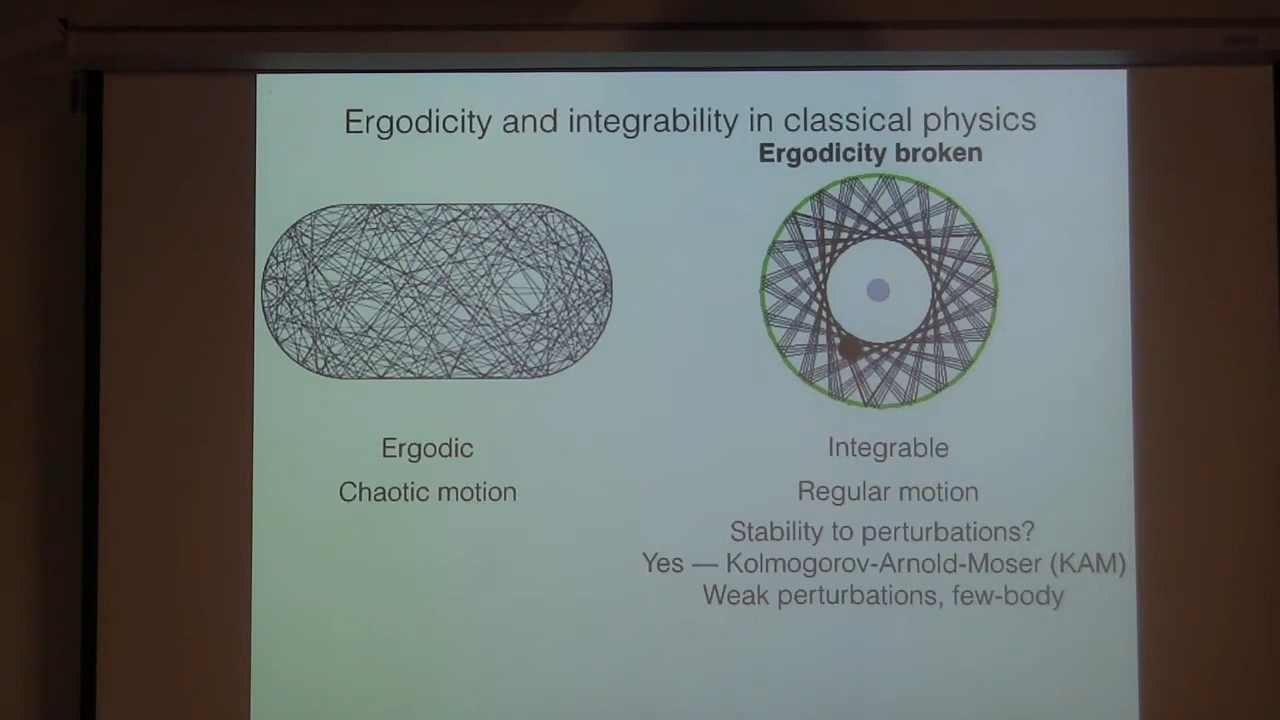 Ergodicity and integrability in classical physics
Ergodicity broken
Ergodic
Chaotic motion
Integrable
Regular motion
Stability to perturbations?
Yes — Kolmogorov-Arnold-Moser (KAM)
Weak perturbations, few-body